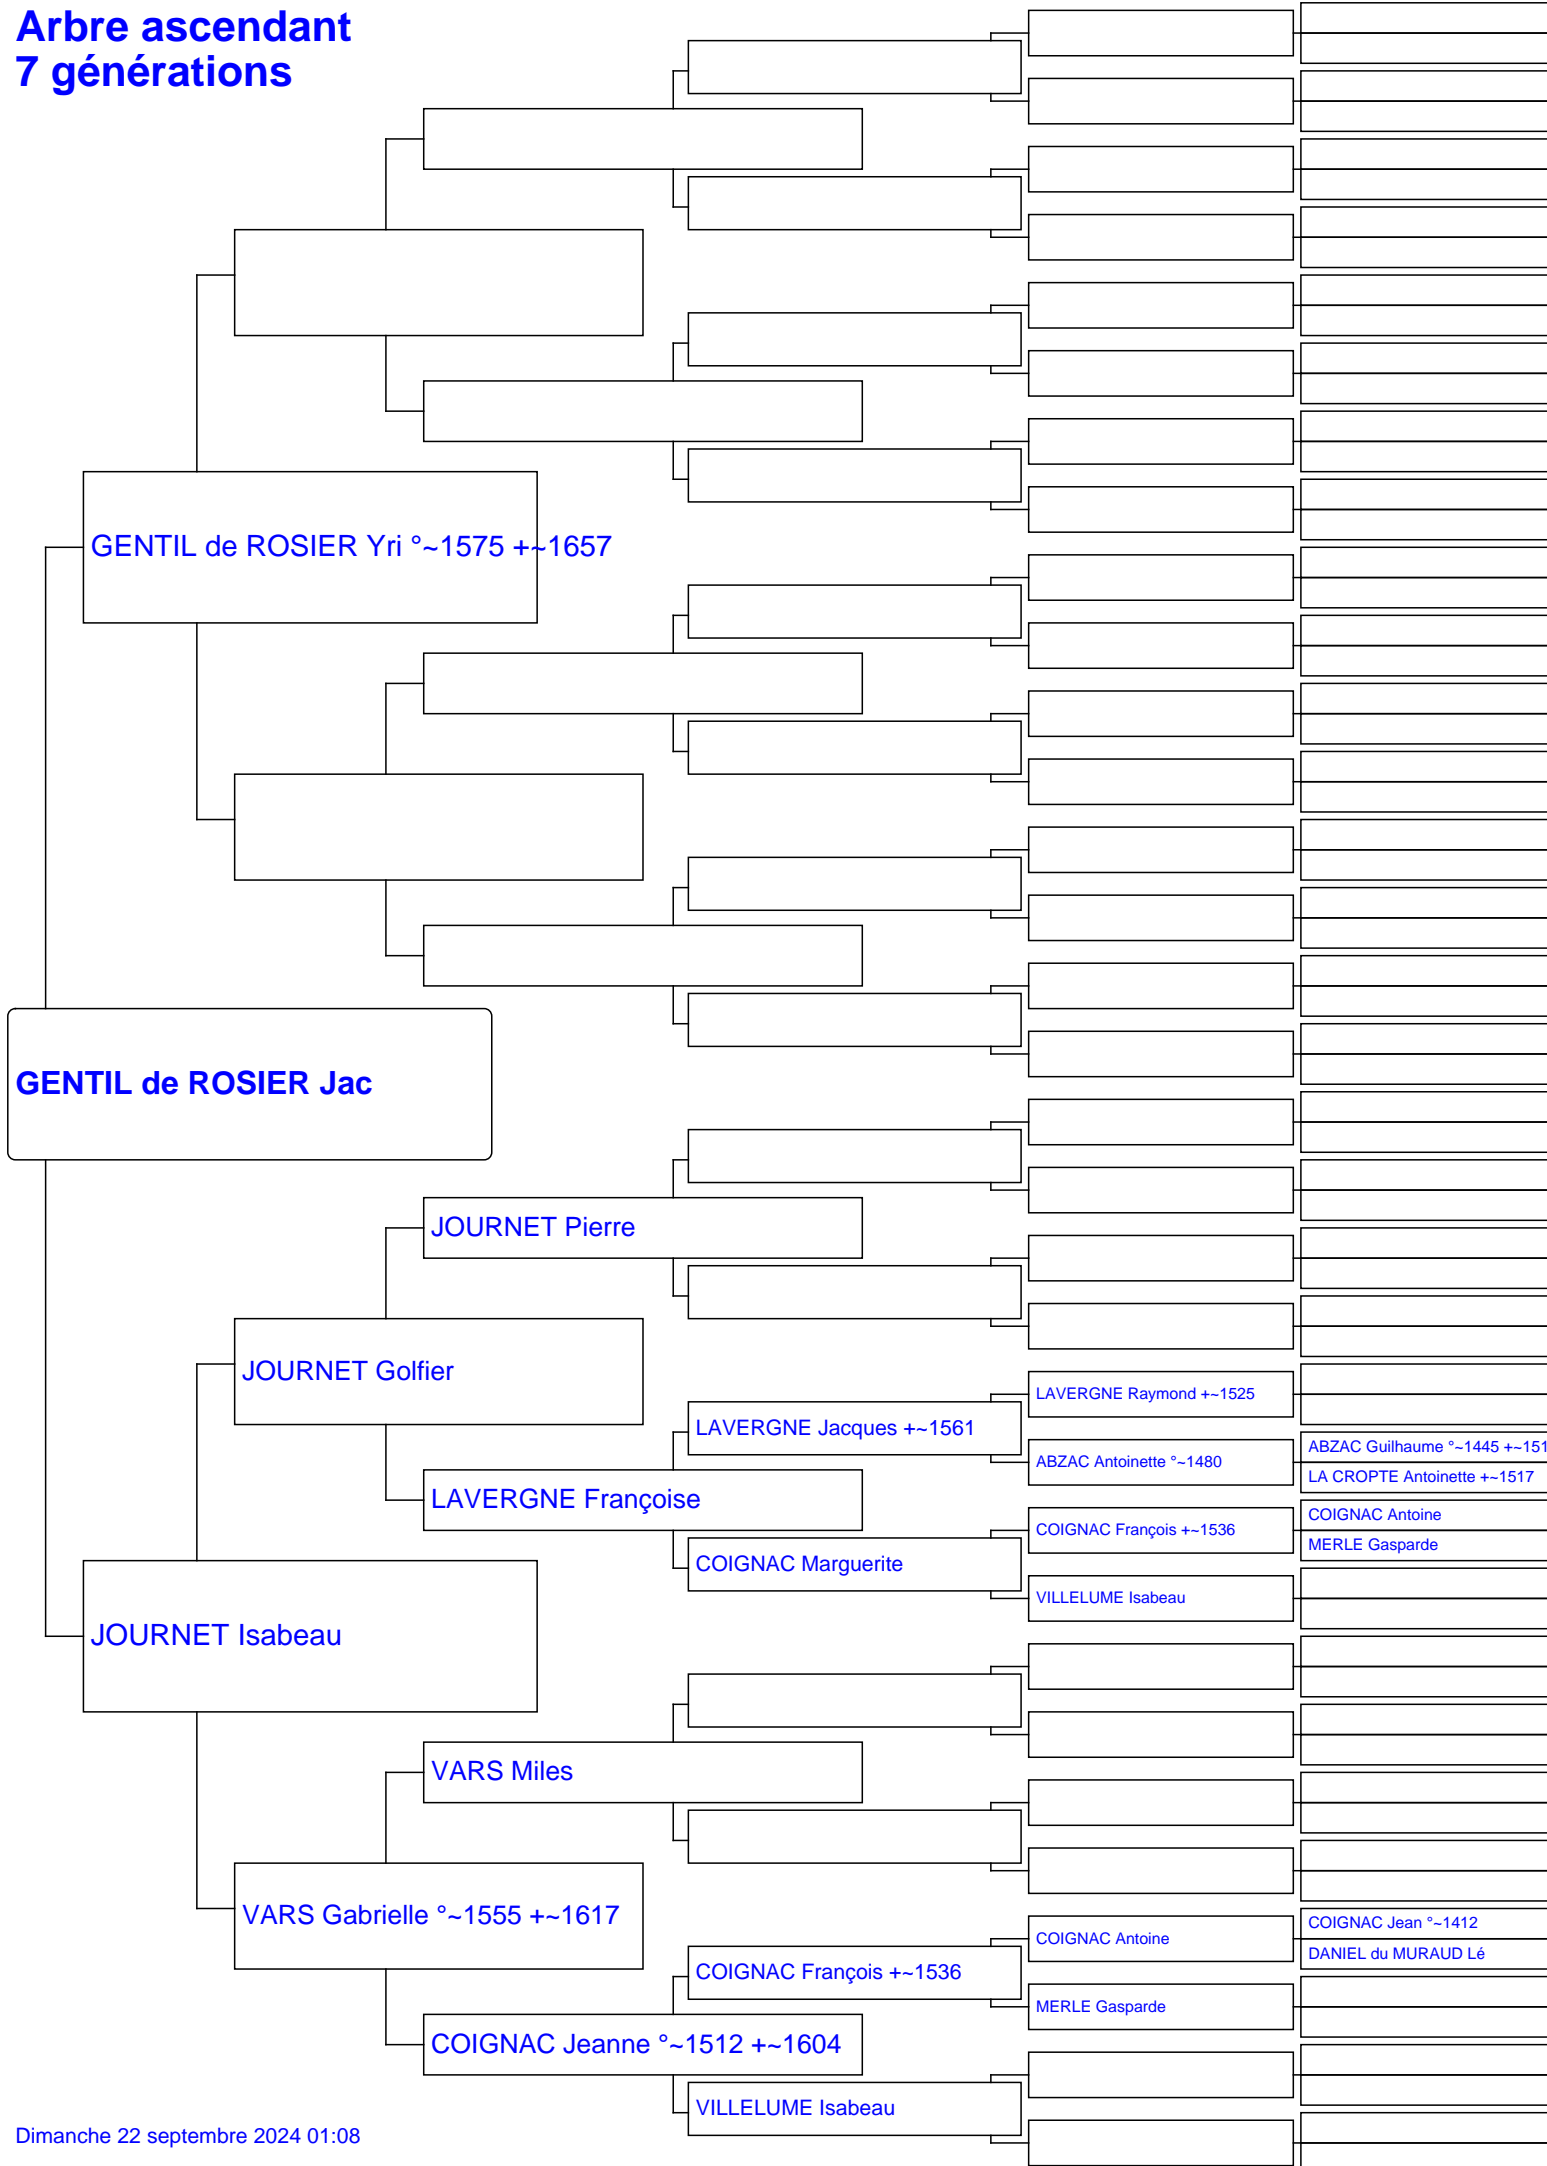 Arbre ascendant
7 générations
GENTIL de ROSIER Yri °~1575 +~1657
GENTIL de ROSIER Jac
JOURNET Pierre
JOURNET Golfier
LAVERGNE Raymond +~1525
LAVERGNE Jacques +~1561
ABZAC Guilhaume °~1445 +~151
ABZAC Antoinette °~1480
LA CROPTE Antoinette +~1517
LAVERGNE Françoise
COIGNAC Antoine
COIGNAC François +~1536
MERLE Gasparde
COIGNAC Marguerite
VILLELUME Isabeau
JOURNET Isabeau
VARS Miles
VARS Gabrielle °~1555 +~1617
COIGNAC Jean °~1412
COIGNAC Antoine
DANIEL du MURAUD Lé
COIGNAC François +~1536
MERLE Gasparde
COIGNAC Jeanne °~1512 +~1604
VILLELUME Isabeau
Dimanche 22 septembre 2024 01:08